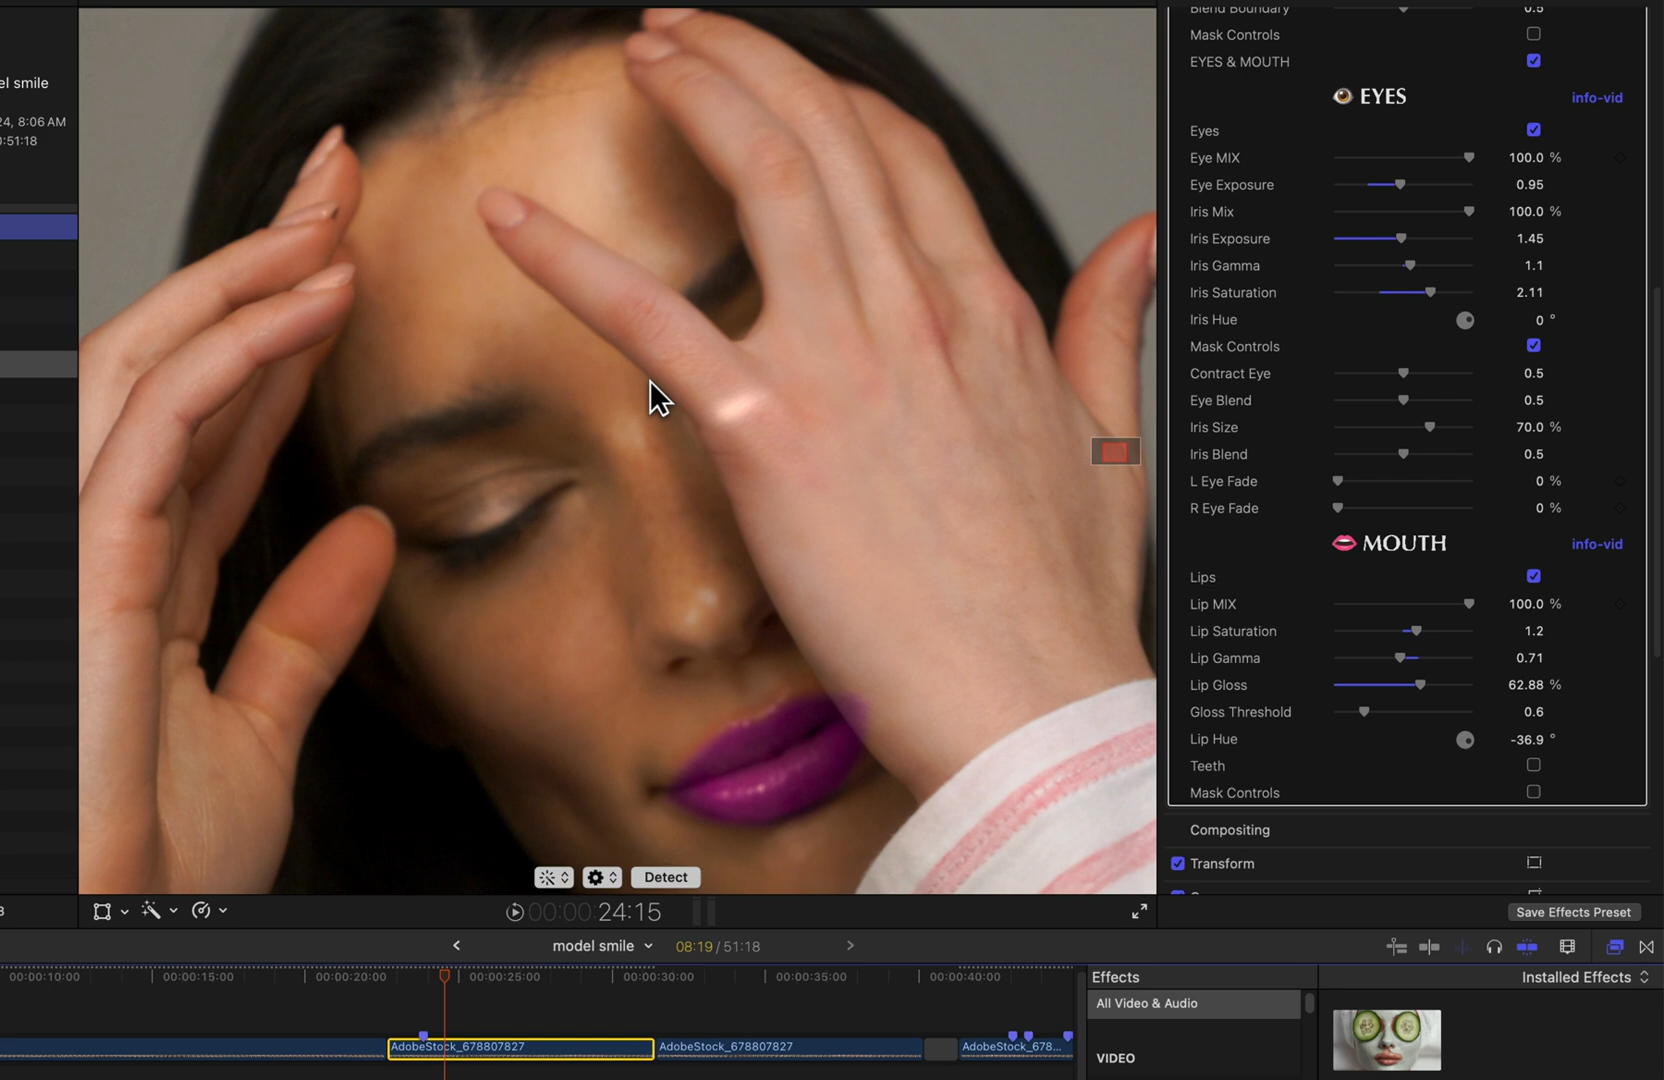 el smile
24, 8:06 AM
0:51:18
Blend Boundary 0.5
Mask Controls
EYES & MOUTH
EYES info-vid
Eyes
Eye MIX 100.0 %
Eye Exposure 0.95
Iris Mix 100.0 %
Iris Exposure 1.45
Iris Gamma 1.1
Iris Saturation 2.11
Iris Hue 0 °
Mask Controls
Contract Eye 0.5
Eye Blend 0.5
Iris Size 70.0 %
Iris Blend 0.5
L Eye Fade 0 %
R Eye Fade 0 %
MOUTH info-vid
Lips
Lip MIX 100.0 %
Lip Saturation 1.2
Lip Gamma 0.71
Lip Gloss 62.88 %
Gloss Threshold 0.6
Lip Hue -36.9 °
Teeth
Mask Controls
Compositing
Transform
Detect
00:00:24:15
Save Effects Preset
model smile 08:19 / 51:18
00:00:10:00 00:00:15:00 00:00:20:00 00:00:25:00 00:00:30:00 00:00:35:00 00:00:40:00
Effects Installed Effects
All Video & Audio
VIDEO
AdobeStock_678807827 AdobeStock_678807827 AdobeStock_678...